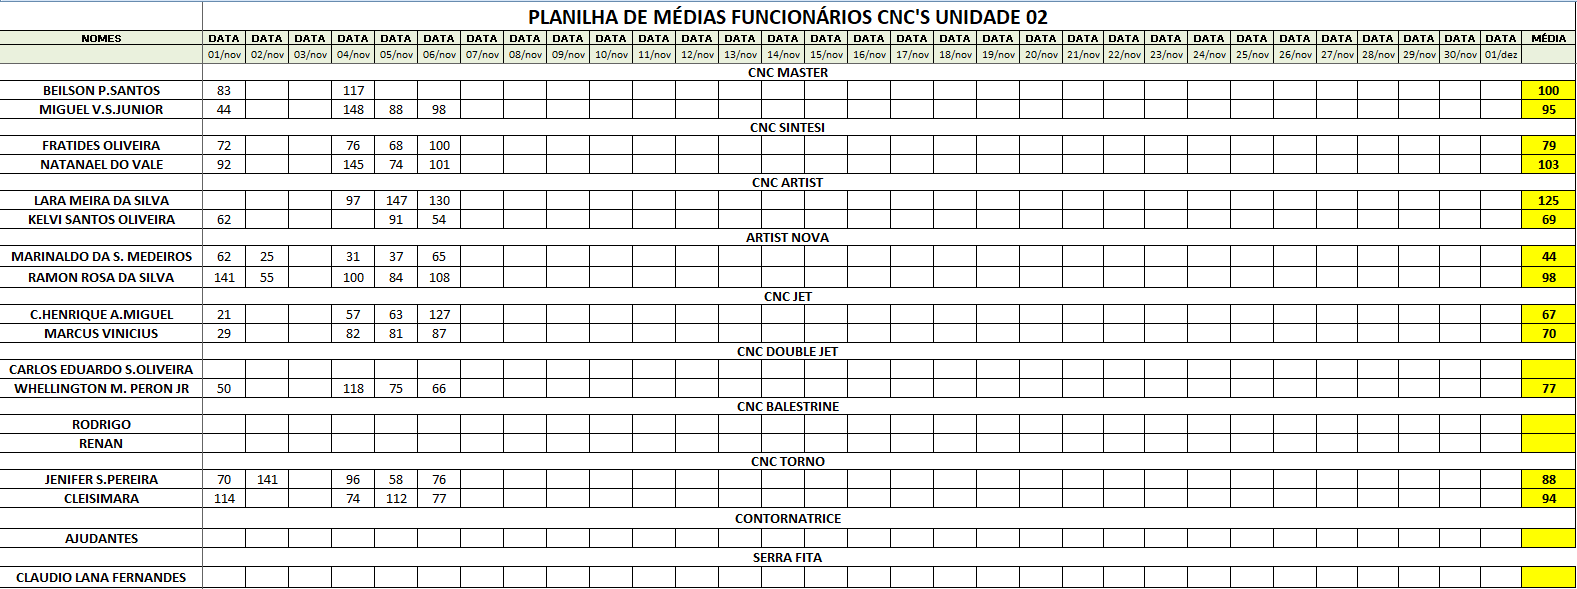 PLANILHA DE MÉDIAS FUNCIONÁRIOS CNC'S UNIDADE 02
NOMES DATA DATA DATA DATA DATA DATA DATA DATA DATA DATA DATA DATA DATA DATA DATA DATA DATA DATA DATA DATA DATA DATA DATA DATA DATA DATA DATA DATA DATA DATA DATA MÉDIA
01/nov 02/nov 03/nov 04/nov 05/nov 06/nov 07/nov 08/nov 09/nov 10/nov 11/nov 12/nov 13/nov 14/nov 15/nov 16/nov 17/nov 18/nov 19/nov 20/nov 21/nov 22/nov 23/nov 24/nov 25/nov 26/nov 27/nov 28/nov 29/nov 30/nov 01/dez
CNC MASTER
BEILSON P.SANTOS 83 117 100
MIGUEL V.S.JUNIOR 44 148 88 98 95
CNC SINTESI
FRATIDES OLIVEIRA 72 76 68 100 79
NATANAEL DO VALE 92 145 74 101 103
CNC ARTIST
LARA MEIRA DA SILVA 97 147 130 125
KELVI SANTOS OLIVEIRA 62 91 54 69
ARTIST NOVA
MARINALDO DA S. MEDEIROS 62 25 31 37 65 44
RAMON ROSA DA SILVA 141 55 100 84 108 98
CNC JET
C.HENRIQUE A.MIGUEL 21 57 63 127 67
MARCUS VINICIUS 29 82 81 87 70
CNC DOUBLE JET
CARLOS EDUARDO S.OLIVEIRA
WHELLINGTON M. PERON JR 50 118 75 66 77
CNC BALESTRINE
RODRIGO
RENAN
CNC TORNO
JENIFER S.PEREIRA 70 141 96 58 76 88
CLEISIMARA 114 74 112 77 94
CONTORNATRICE
AJUDANTES
SERRA FITA
CLAUDIO LANA FERNANDES